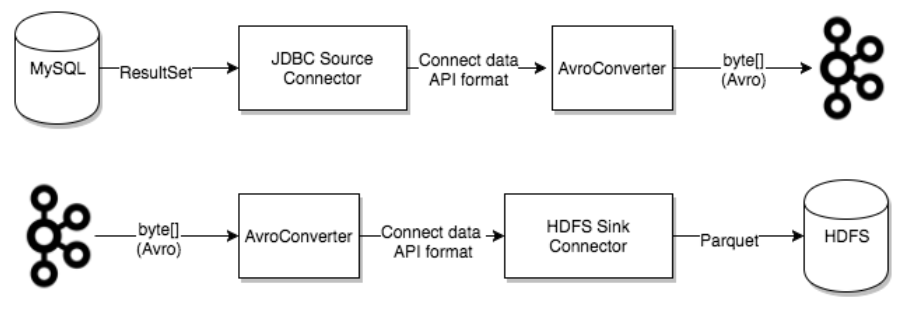 MySQL
ResultSet
JDBC Source
Connector
Connect data
API format
AvroConverter
byte[]
(Avro)
byte[]
(Avro)
AvroConverter
Connect data
API format
HDFS Sink
Connector
Parquet
HDFS